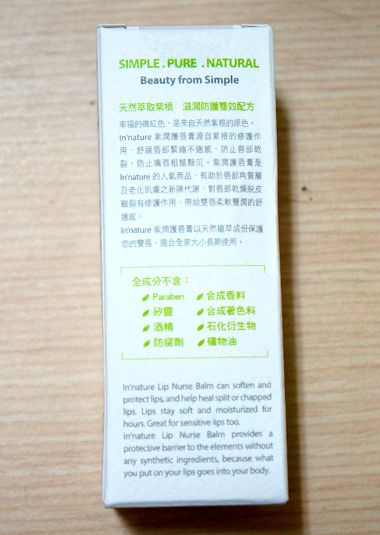 SIMPLE . PURE . NATURAL
Beauty from Simple
天然萃取紫根 滋潤防護雙效配方
幸福的微紅色，是來自天然紫根的原色。
In'nature 紫潤護唇膏源自紫根的修護作
用，舒緩唇部緊繃不適感，防止唇部乾
裂。防止嘴唇粗糙黯沉。紫潤護唇膏是
In'nature 的人氣商品，有助於唇部角質層
及老化肌膚之新陳代謝，對唇部乾燥脫皮
龜裂有修護作用，帶給雙唇柔軟豐潤的舒
適感。
In'nature 紫潤護唇膏以天然植萃成份保護
您的雙唇，適合全家大小長期使用。
全成分不含：
Paraben 合成香料
矽靈 合成著色料
酒精 石化衍生物
防腐劑 礦物油
In'nature Lip Nurse Balm can soften and
protect lips, and help heal split or chapped
lips. Lips stay soft and moisturized for
hours. Great for sensitive lips too.
In'nature Lip Nurse Balm provides a
protective barrier to the elements without
any synthetic ingredients, because what
you put on your lips goes into your body.